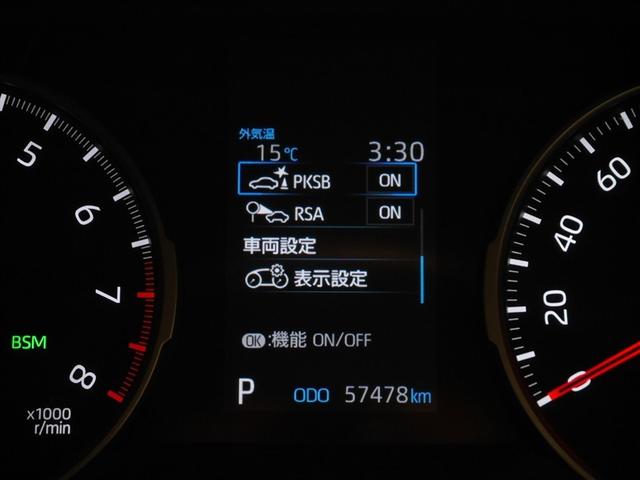 外気温
15℃ 3:30
PKSB ON
RSA ON
車両設定
表示設定
OK:機能 ON/OFF
P ODO 57478km
5
6
7
8
BSM
x1000
r/min
60
40
20
0